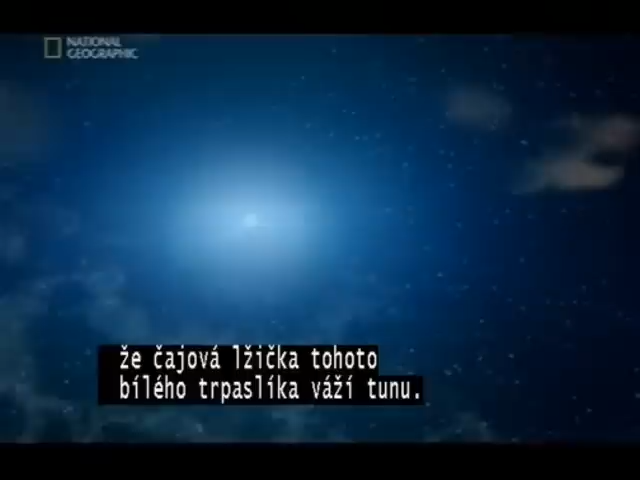 NATIONAL
GEOGRAPHIC
že čajová lžička tohoto
bílého trpaslíka váží tunu.